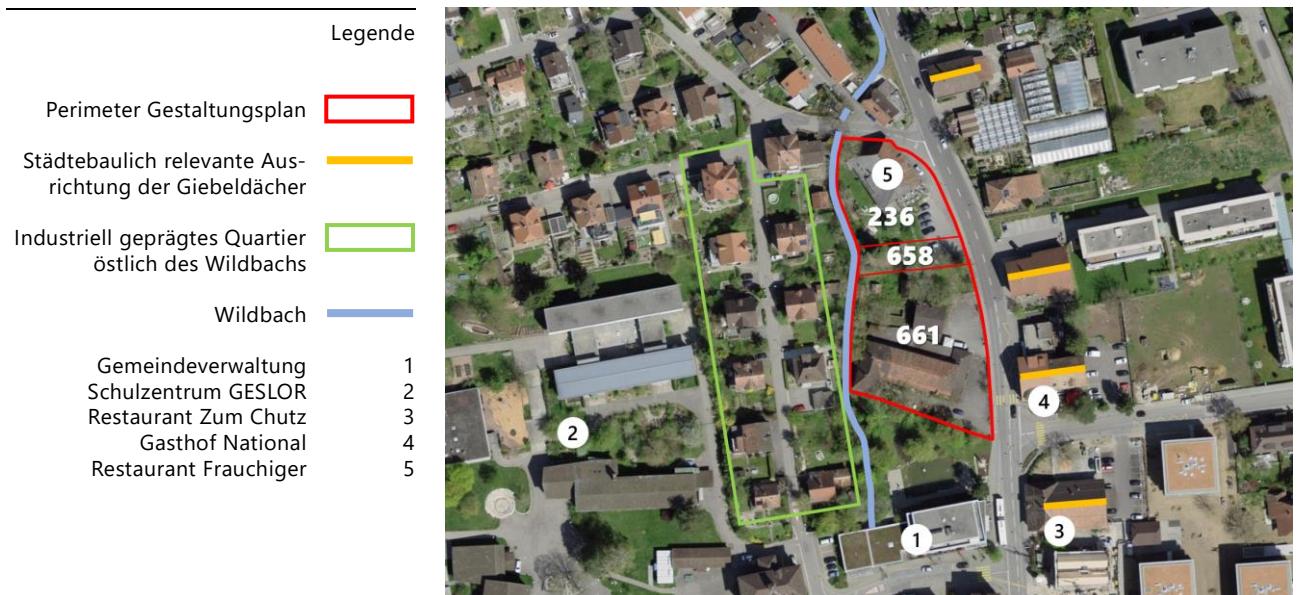 Legende
Perimeter Gestaltungsplan
Städtebaulich relevante Aus-
richtung der Giebeldächer
Industriell geprägtes Quartier
östlich des Wildbachs
Wildbach
Gemeindeverwaltung 1
Schulzentrum GESLOR 2
Restaurant Zum Chutz 3
Gasthof National 4
Restaurant Frauchiger 5
5
236
658
661
4
2
3
1